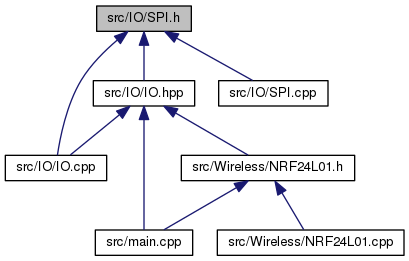 src/IO/SPI.h
src/IO/IO.hpp
src/IO/SPI.cpp
src/IO/IO.cpp
src/Wireless/NRF24L01.h
src/main.cpp
src/Wireless/NRF24L01.cpp